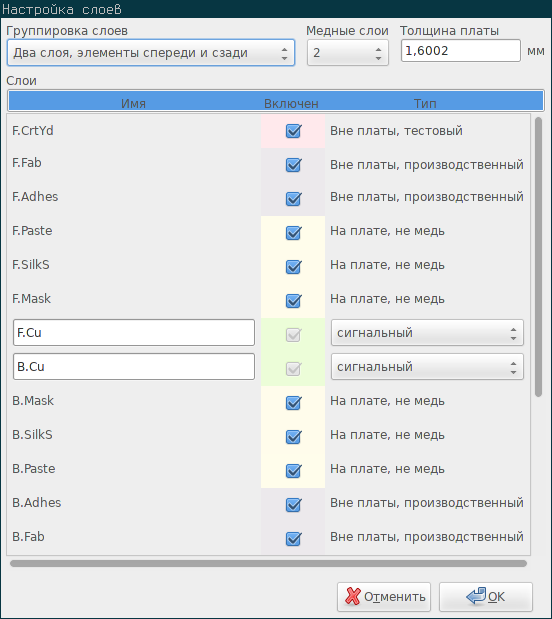 Настройка слоев
Группировка слоев Медные слои Толщина платы
Два слоя, элементы спереди и сзади 2 1,6002 мм
Слои
Имя Включен Тип
F.CrtYd Вне платы, тестовый
F.Fab Вне платы, производственный
F.Adhes Вне платы, производственный
F.Paste На плате, не медь
F.SilkS На плате, не медь
F.Mask На плате, не медь
F.Cu сигнальный
B.Cu сигнальный
B.Mask На плате, не медь
B.SilkS На плате, не медь
B.Paste На плате, не медь
B.Adhes Вне платы, производственный
B.Fab Вне платы, производственный
Отменить OK